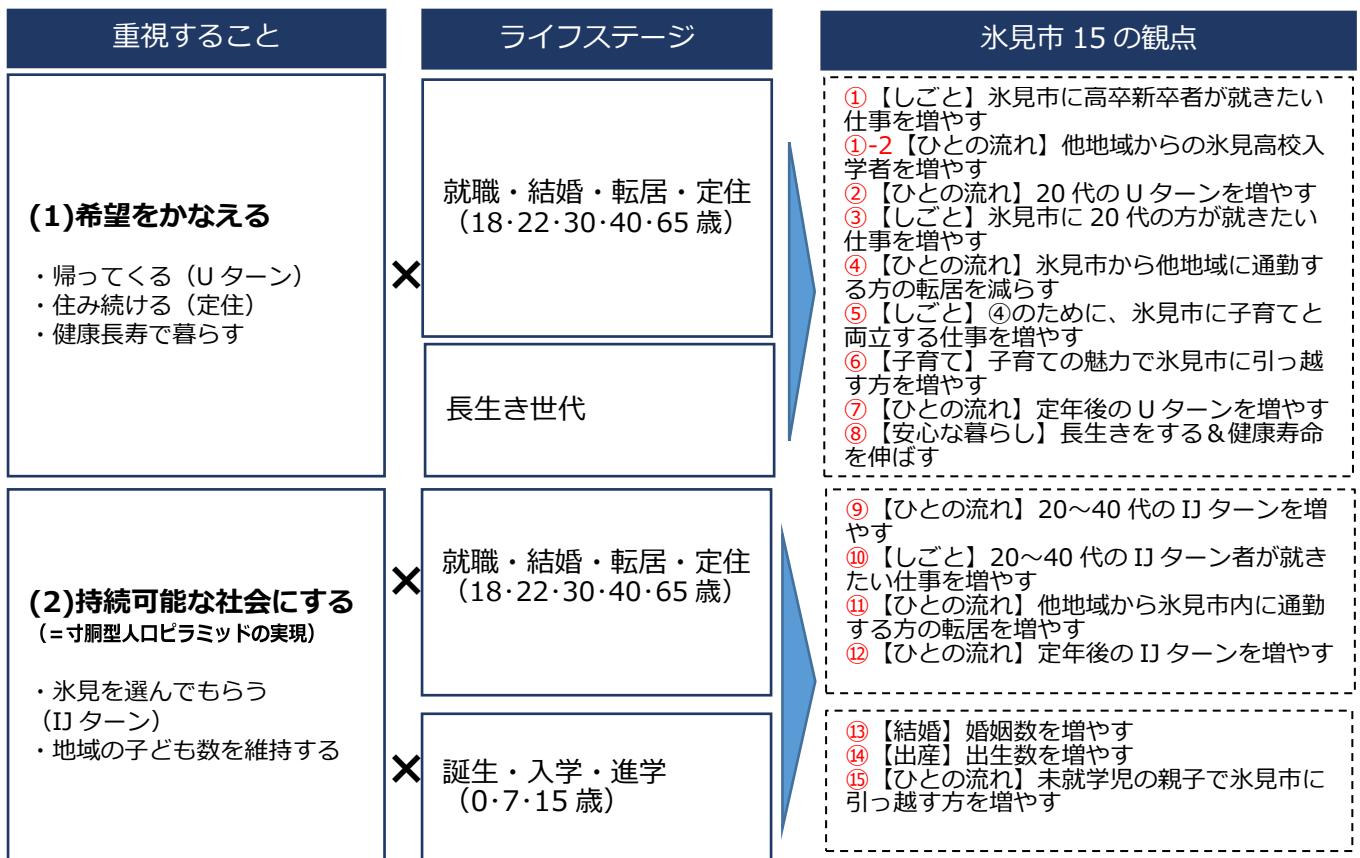 重視すること
ライフステージ
氷見市 15 の観点
(1)希望をかなえる
・帰ってくる（U ターン）
・住み続ける（定住）
・健康長寿で暮らす
×
就職・結婚・転居・定住
（18･22･30･40･65 歳）
長生き世代
①【しごと】氷見市に高卒新卒者が就きたい
仕事を増やす
①-2【ひとの流れ】他地域からの氷見高校入
学者を増やす
②【ひとの流れ】20 代の U ターンを増やす
③【しごと】氷見市に 20 代の方が就きたい
仕事を増やす
④【ひとの流れ】氷見市から他地域に通勤す
る方の転居を減らす
⑤【しごと】④のために、氷見市に子育てと
両立する仕事を増やす
⑥【子育て】子育ての魅力で氷見市に引っ越
す方を増やす
⑦【ひとの流れ】定年後の U ターンを増やす
⑧【安心な暮らし】長生きをする＆健康寿命
を伸ばす
(2)持続可能な社会にする
（＝寸胴型人口ピラミッドの実現）
・氷見を選んでもらう
（IJ ターン）
・地域の子ども数を維持する
×
就職・結婚・転居・定住
（18･22･30･40･65 歳）
×
誕生・入学・進学
（0･7･15 歳）
⑨【ひとの流れ】20～40 代の IJ ターンを増
やす
⑩【しごと】20～40 代の IJ ターン者が就き
たい仕事を増やす
⑪【ひとの流れ】他地域から氷見市内に通勤
する方の転居を増やす
⑫【ひとの流れ】定年後の IJ ターンを増やす
⑬【結婚】婚姻数を増やす
⑭【出産】出生数を増やす
⑮【ひとの流れ】未就学児の親子で氷見市に
引っ越す方を増やす